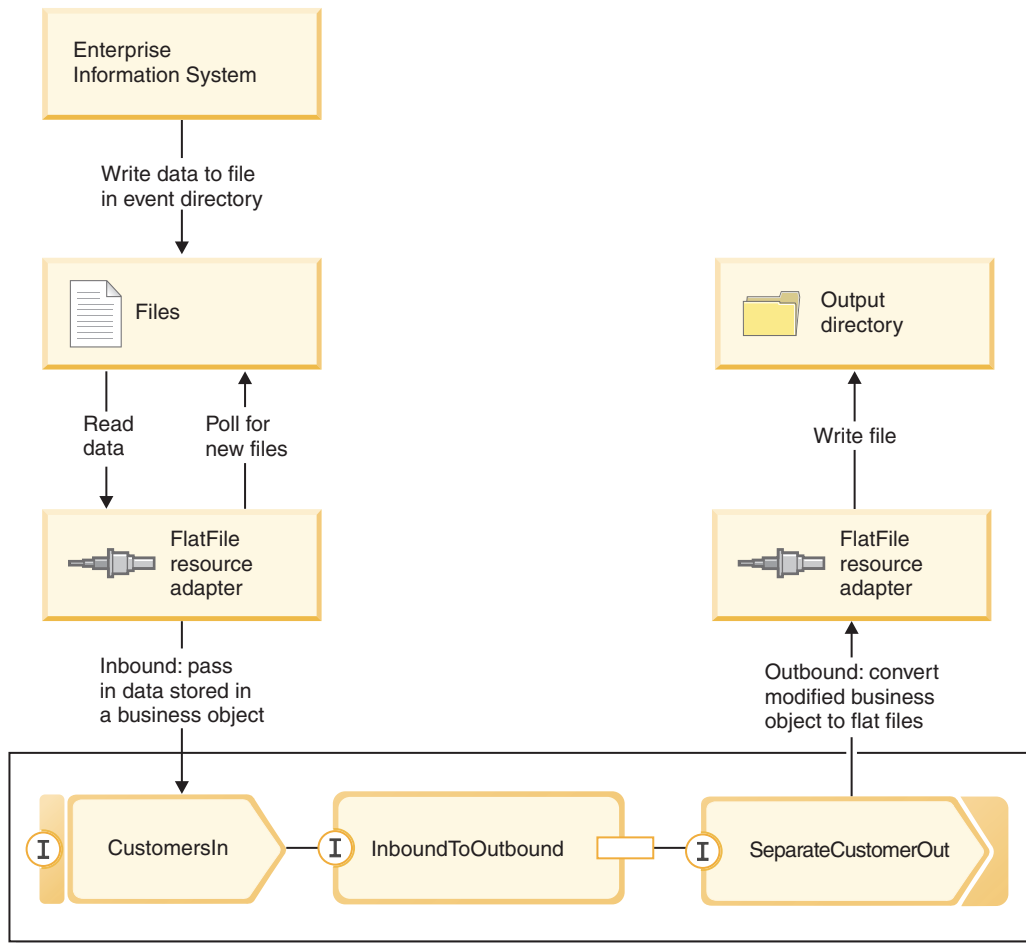 Enterprise
Information System
Write data to file
in event directory
Files
Output
directory
Read
data
Poll for
new files
Write file
FlatFile
resource
adapter
FlatFile
resource
adapter
Inbound: pass
in data stored in
a business object
Outbound: convert
modified business
object to flat files
I
CustomersIn
I
InboundToOutbound
I
SeparateCustomerOut